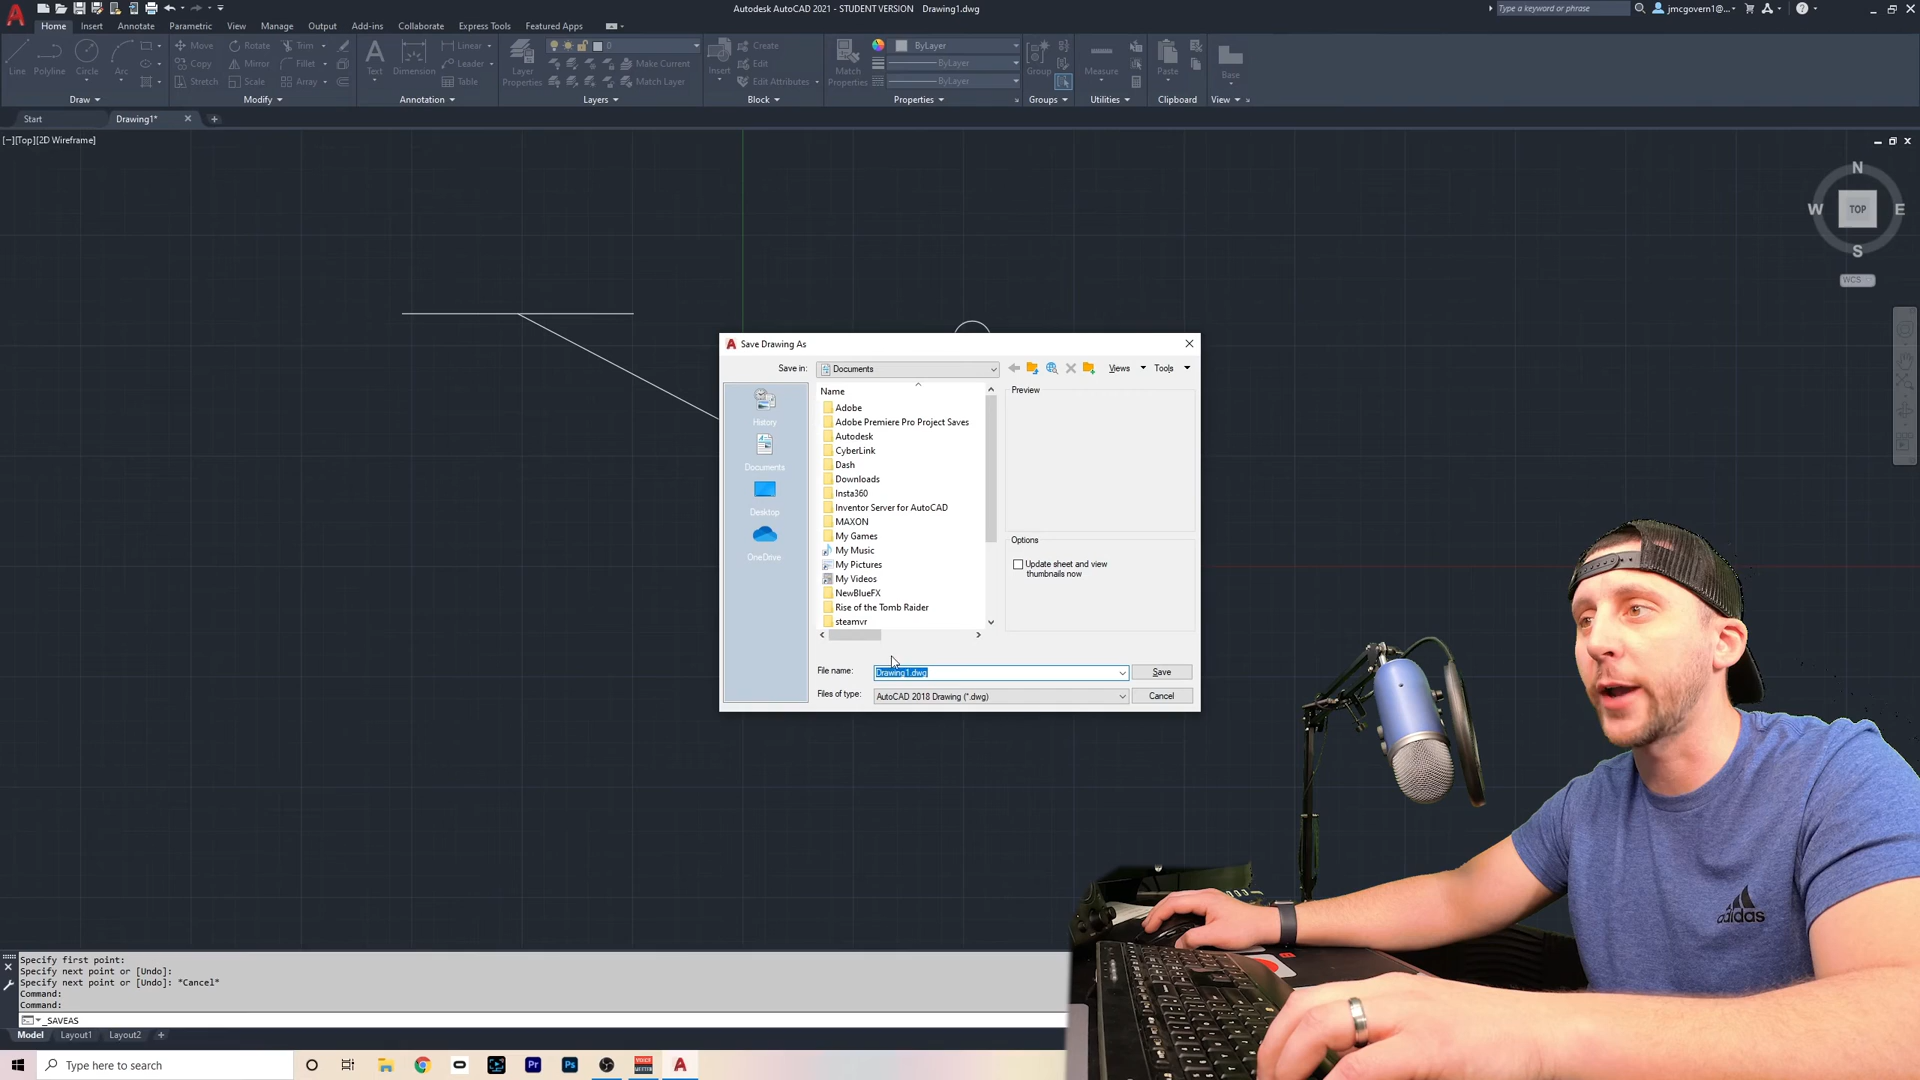 Autodesk AutoCAD 2021 - STUDENT VERSION Drawing1.dwg
Type a keyword or phrase
jmcgovern1@...
Home Insert Annotate Parametric View Manage Output Add-ins Collaborate Express Tools Featured Apps
Line Polyline Circle Arc
Move Rotate Trim
Copy Mirror Fillet
Stretch Scale Array
Text Dimension
Linear
Leader
Table
Layer
Properties
0
Make Current
Match Layer
Insert
Create
Edit
Edit Attributes
Match
Properties
ByLayer
ByLayer
ByLayer
Group
Measure
Paste
Base
Draw Modify Annotation Layers Block Properties Groups Utilities Clipboard View
Start Drawing1*
[−][Top][2D Wireframe]
N
W TOP E
S
WCS
Save Drawing As
Save in: Documents
Views Tools
History
Documents
Desktop
OneDrive
Name
Adobe
Adobe Premiere Pro Project Saves
Autodesk
CyberLink
Dash
Downloads
Insta360
Inventor Server for AutoCAD
MAXON
My Games
My Music
My Pictures
My Videos
NewBlueFX
Rise of the Tomb Raider
steamvr
Preview
Options
Update sheet and view
thumbnails now
File name: Drawing1.dwg Save
Files of type: AutoCAD 2018 Drawing (*.dwg) Cancel
adidas
Specify first point:
Specify next point or [Undo]:
Specify next point or [Undo]: *Cancel*
Command:
Command:
_SAVEAS
Model Layout1 Layout2
Type here to search
Pr
Ps